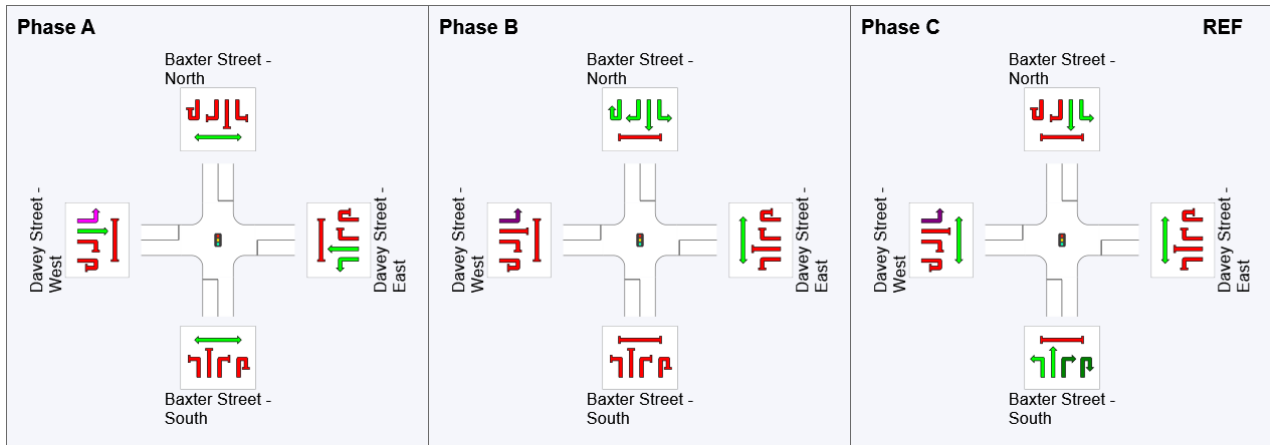 Phase A
Baxter Street -
North
Davey Street -
West
Davey Street -
East
Baxter Street -
South
Phase B
Baxter Street -
North
Davey Street -
West
Davey Street -
East
Baxter Street -
South
Phase C
REF
Baxter Street -
North
Davey Street -
West
Davey Street -
East
Baxter Street -
South